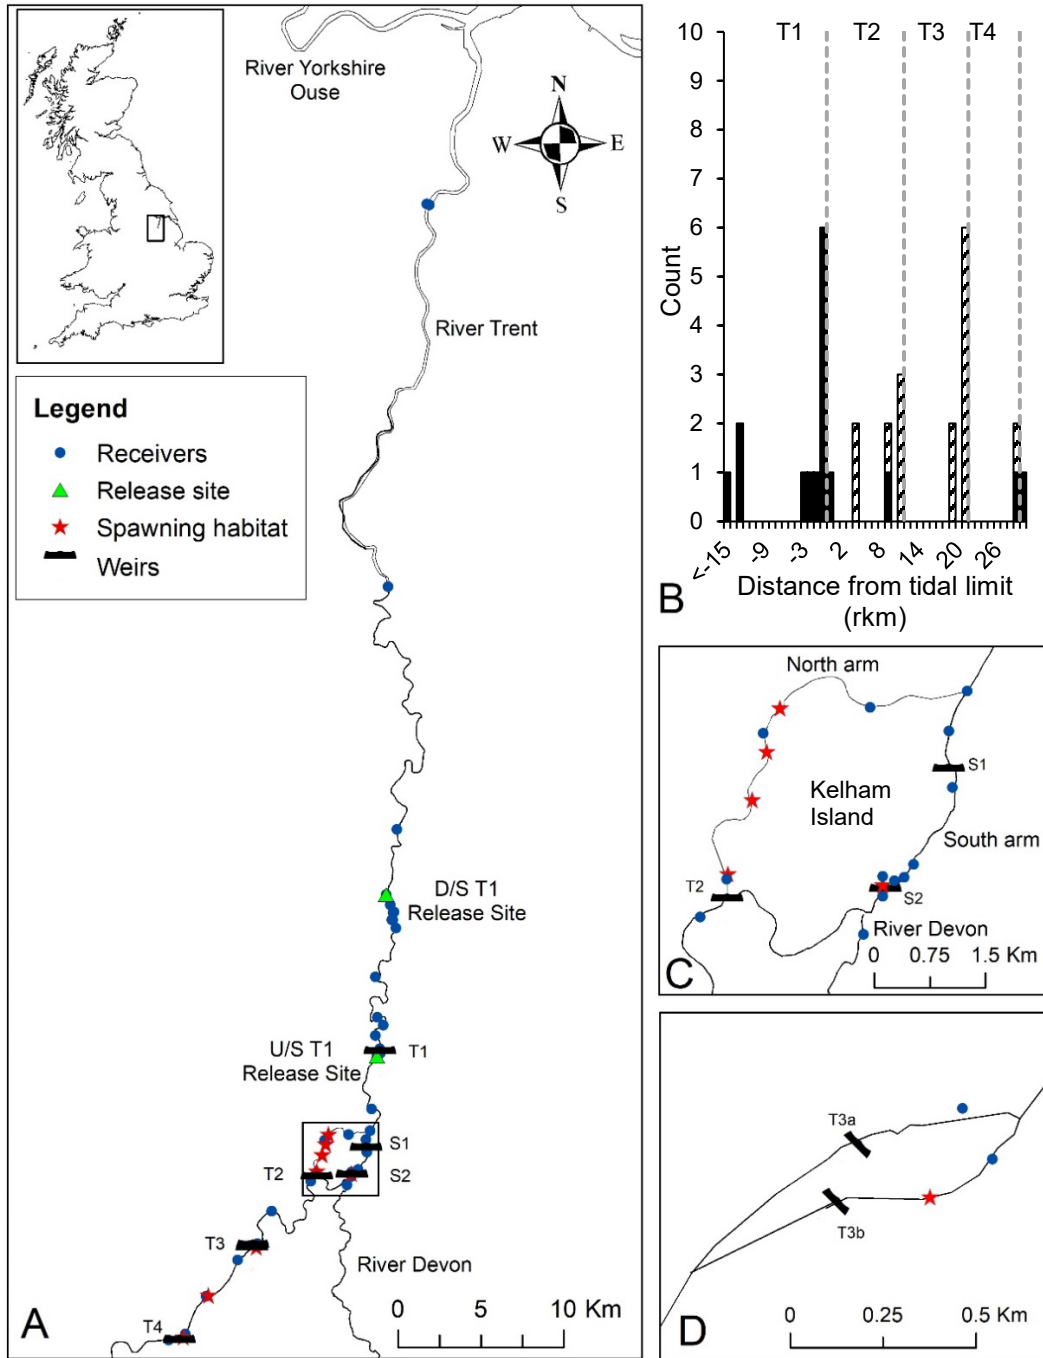 River Yorkshire
Ouse
N
W
E
S
River Trent
Legend
Receivers
Release site
Spawning habitat
Weirs
D/S T1
Release Site
U/S T1
Release Site
T1
S1
T2
S2
T3
River Devon
T4
0 5 10 Km
A
T1 T2 T3 T4
10
9
8
7
6
5
4
3
2
1
0
Count
<-15 -9 -3 2 8 14 20 26
Distance from tidal limit
(rkm)
B
North arm
S1
Kelham
Island
South arm
T2
S2
River Devon
0 0.75 1.5 Km
C
T3a
T3b
0 0.25 0.5 Km
D